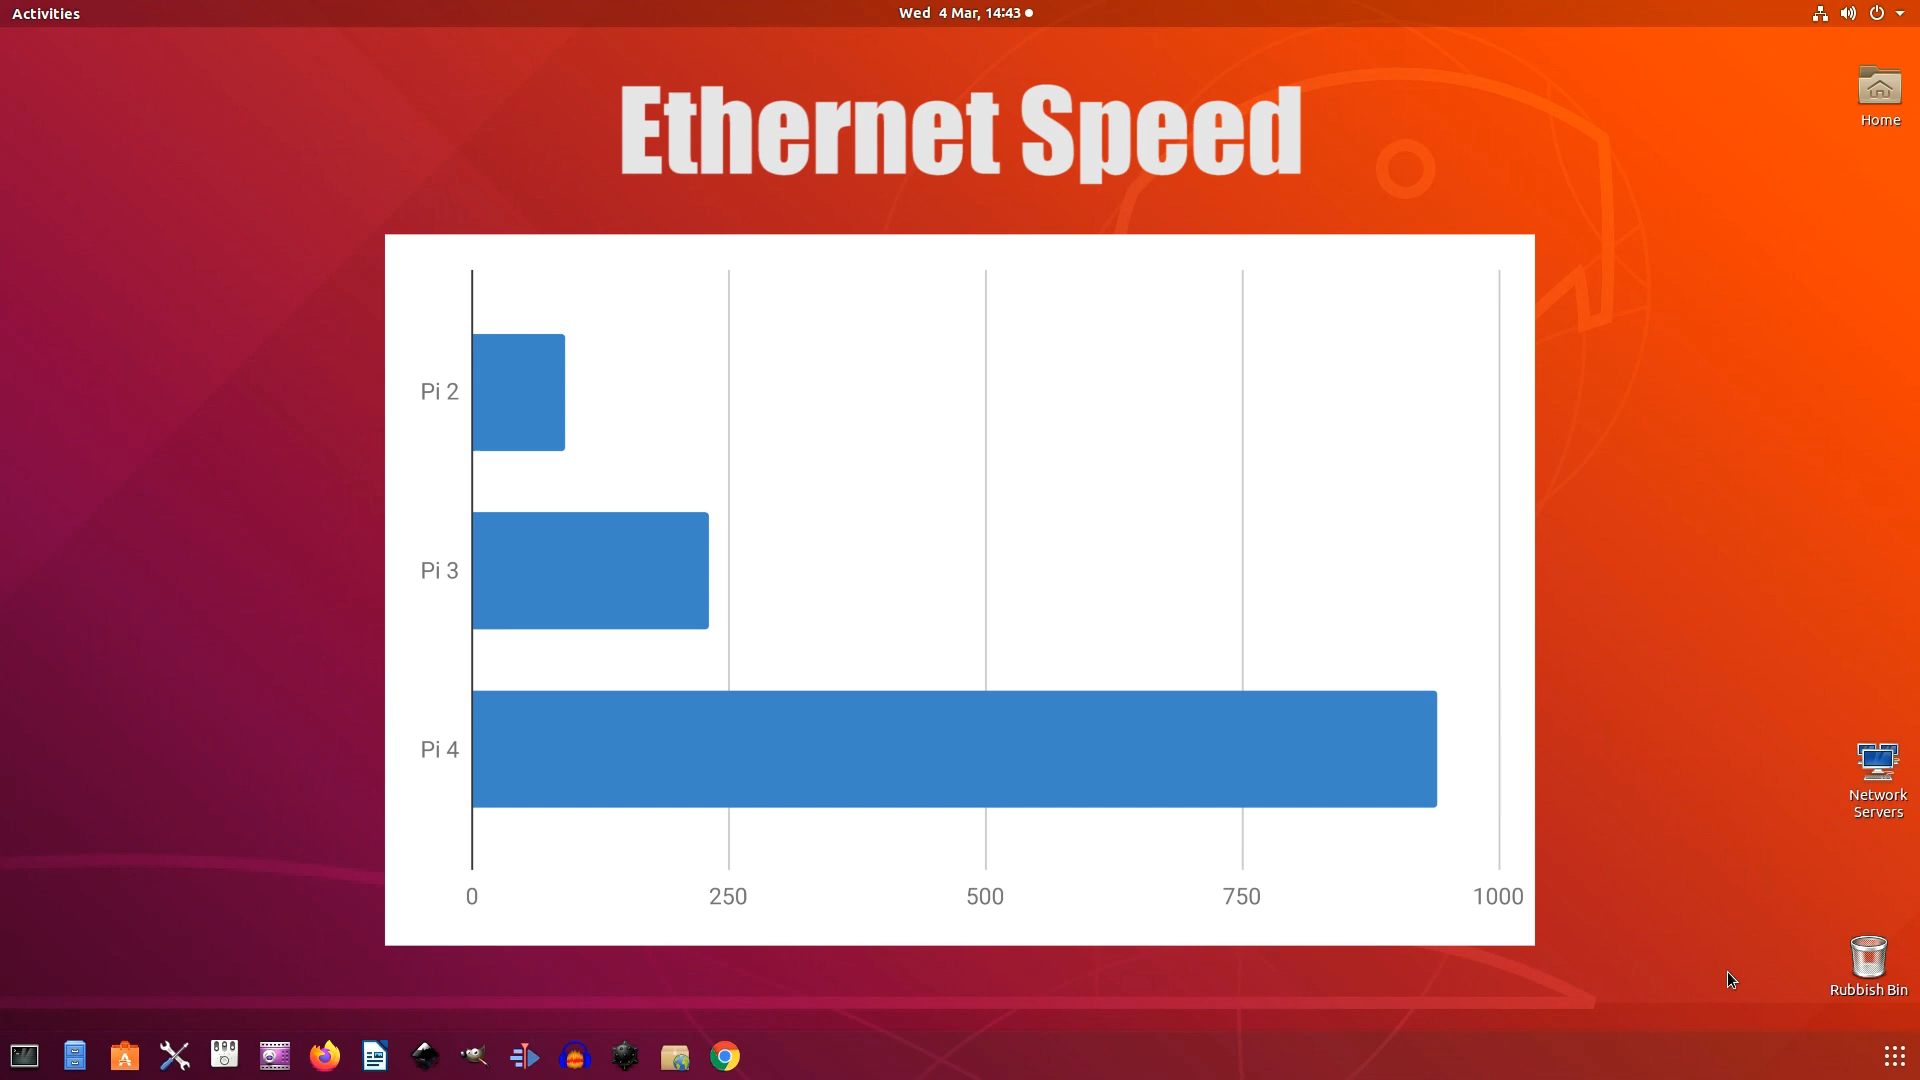 Activities
Wed 4 Mar, 14:43
Home
Ethernet Speed
Pi 2
Pi 3
Pi 4
0 250 500 750 1000
Network
Servers
Rubbish Bin